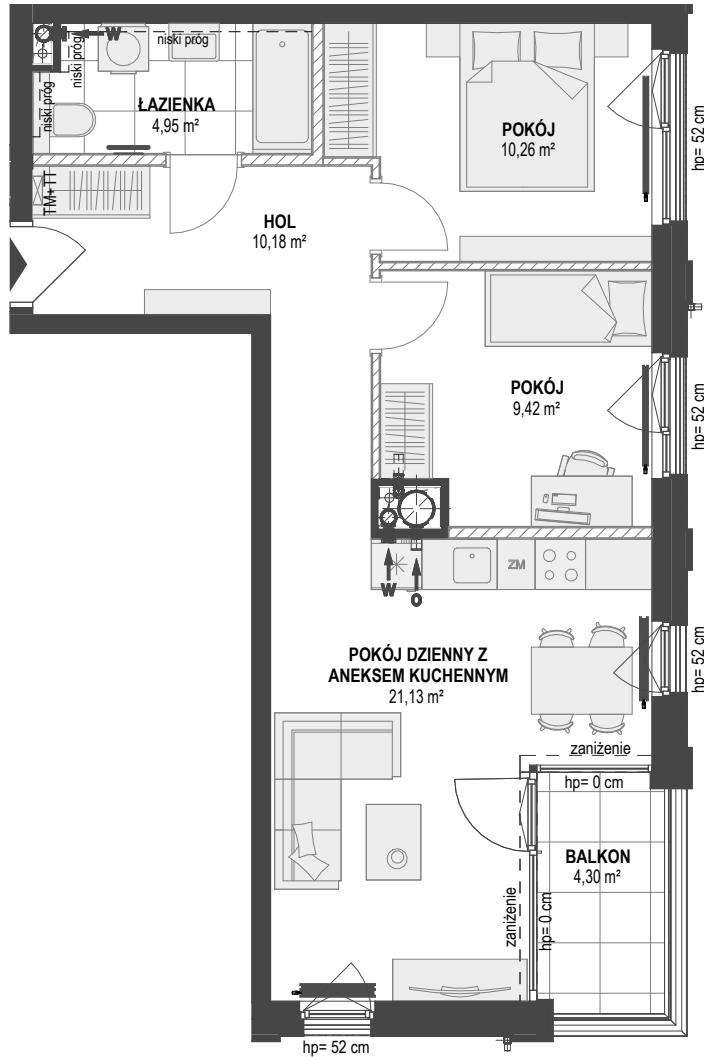 W
niski próg
niski próg
niski próg
ŁAZIENKA
4,95 m²
POKÓJ
10,26 m²
hp= 52 cm
TM+TT
HOL
10,18 m²
POKÓJ
9,42 m²
hp= 52 cm
ZM
W
O
POKÓJ DZIENNY Z
ANEKSEM KUCHENNYM
21,13 m²
hp= 52 cm
zaniżenie
hp= 0 cm
BALKON
4,30 m²
zaniżenie
hp= 0 cm
hp= 52 cm